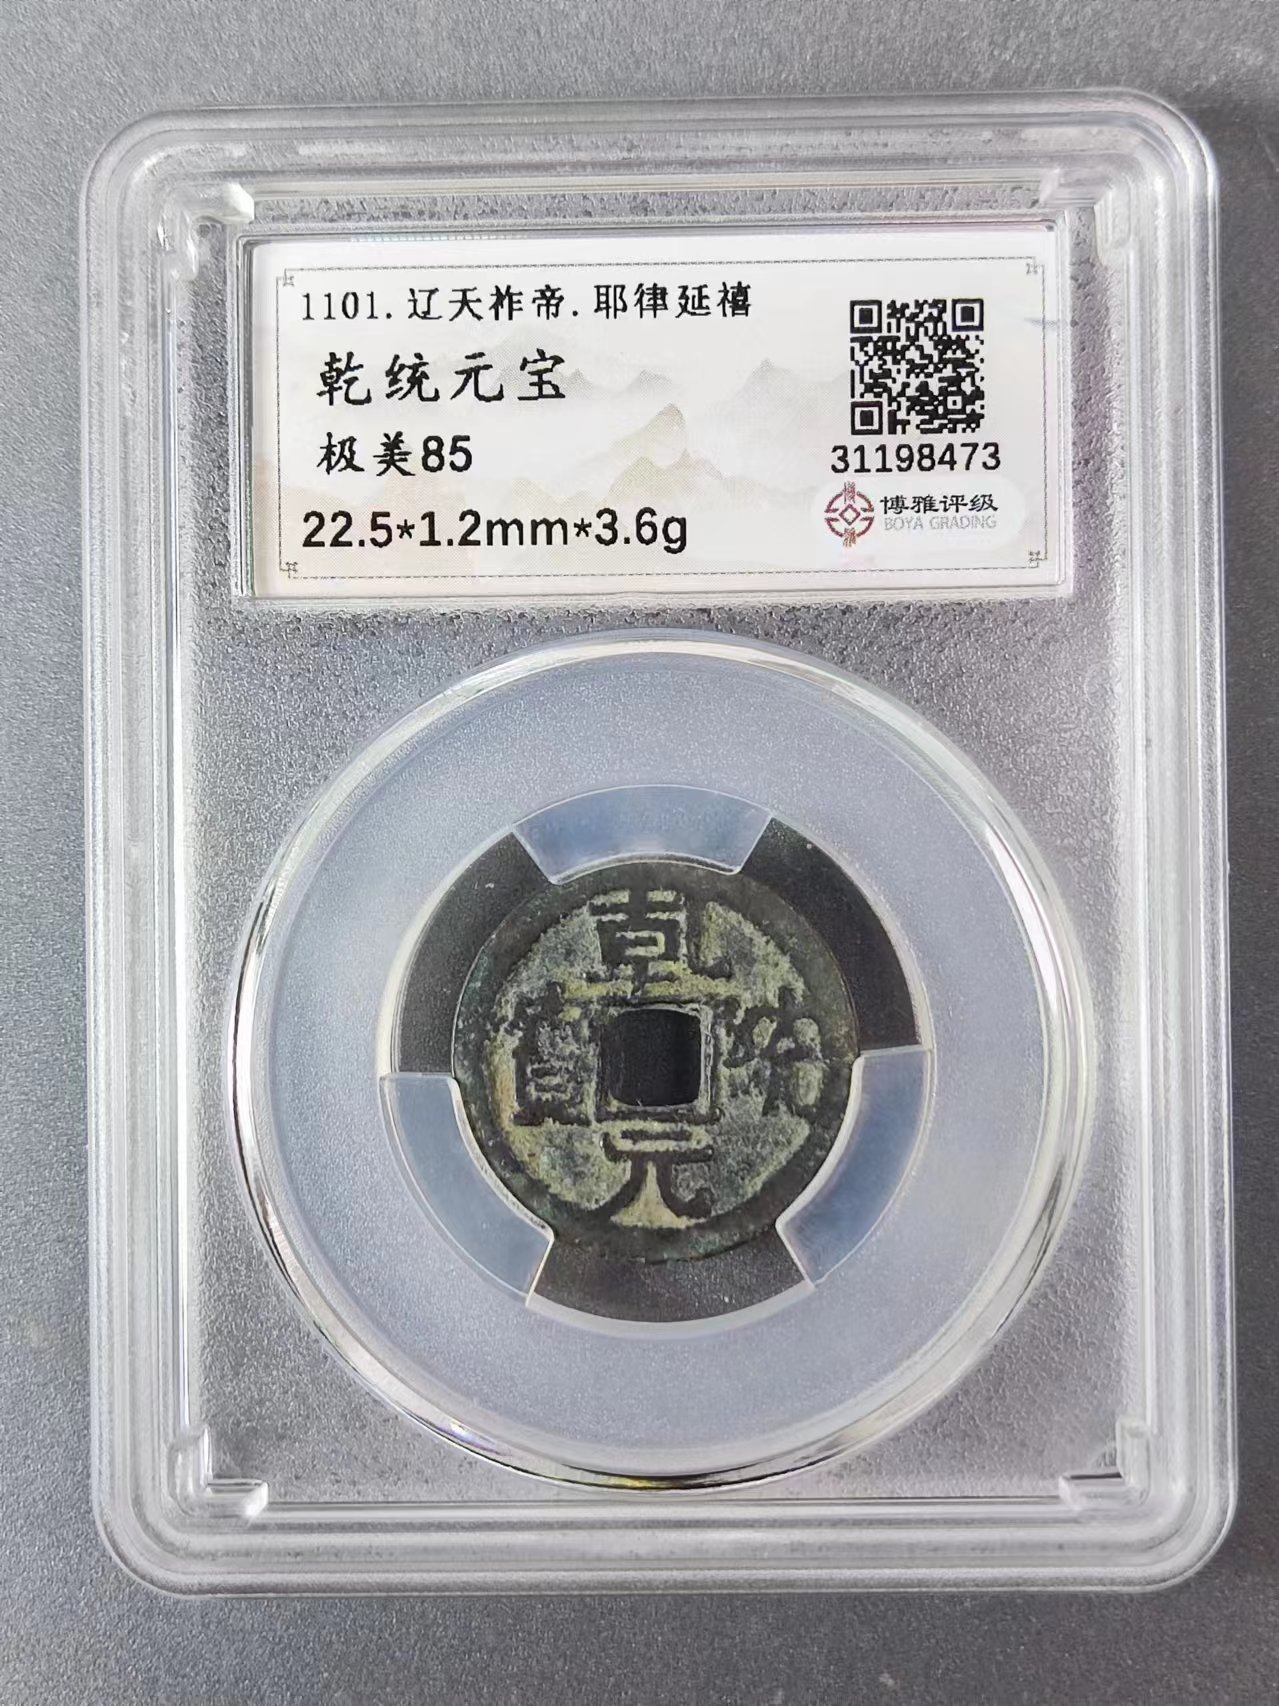 1101.辽天祚帝.耶律延禧
乾统元宝
极美85
22.5*1.2mm*3.6g
31198473
博雅评级
BOYA GRADING
乾
寳 統
元